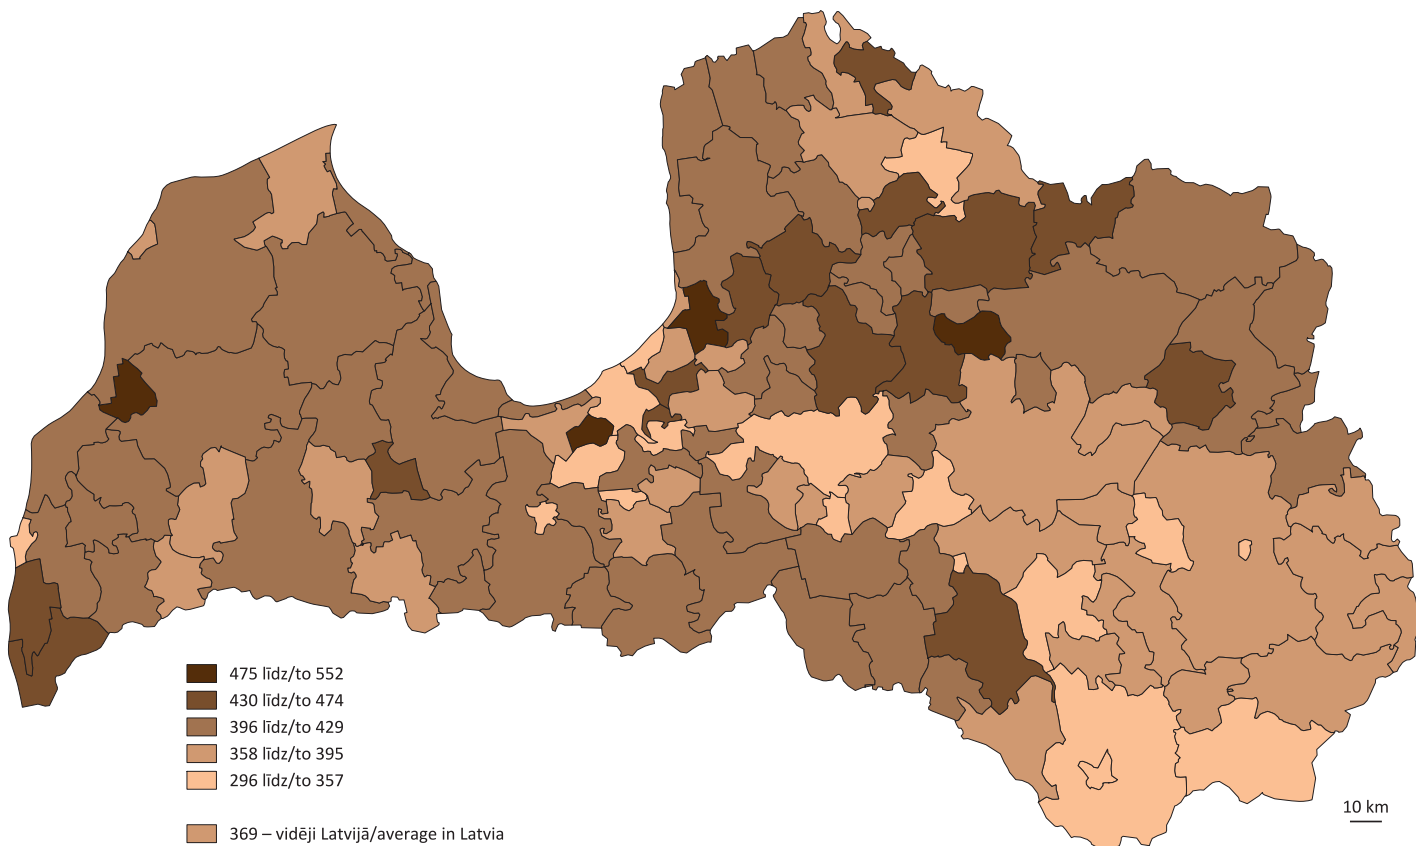 475 līdz/to 552
430 līdz/to 474
396 līdz/to 429
358 līdz/to 395
296 līdz/to 357
10 km
369 – vidēji Latvijā/average in Latvia